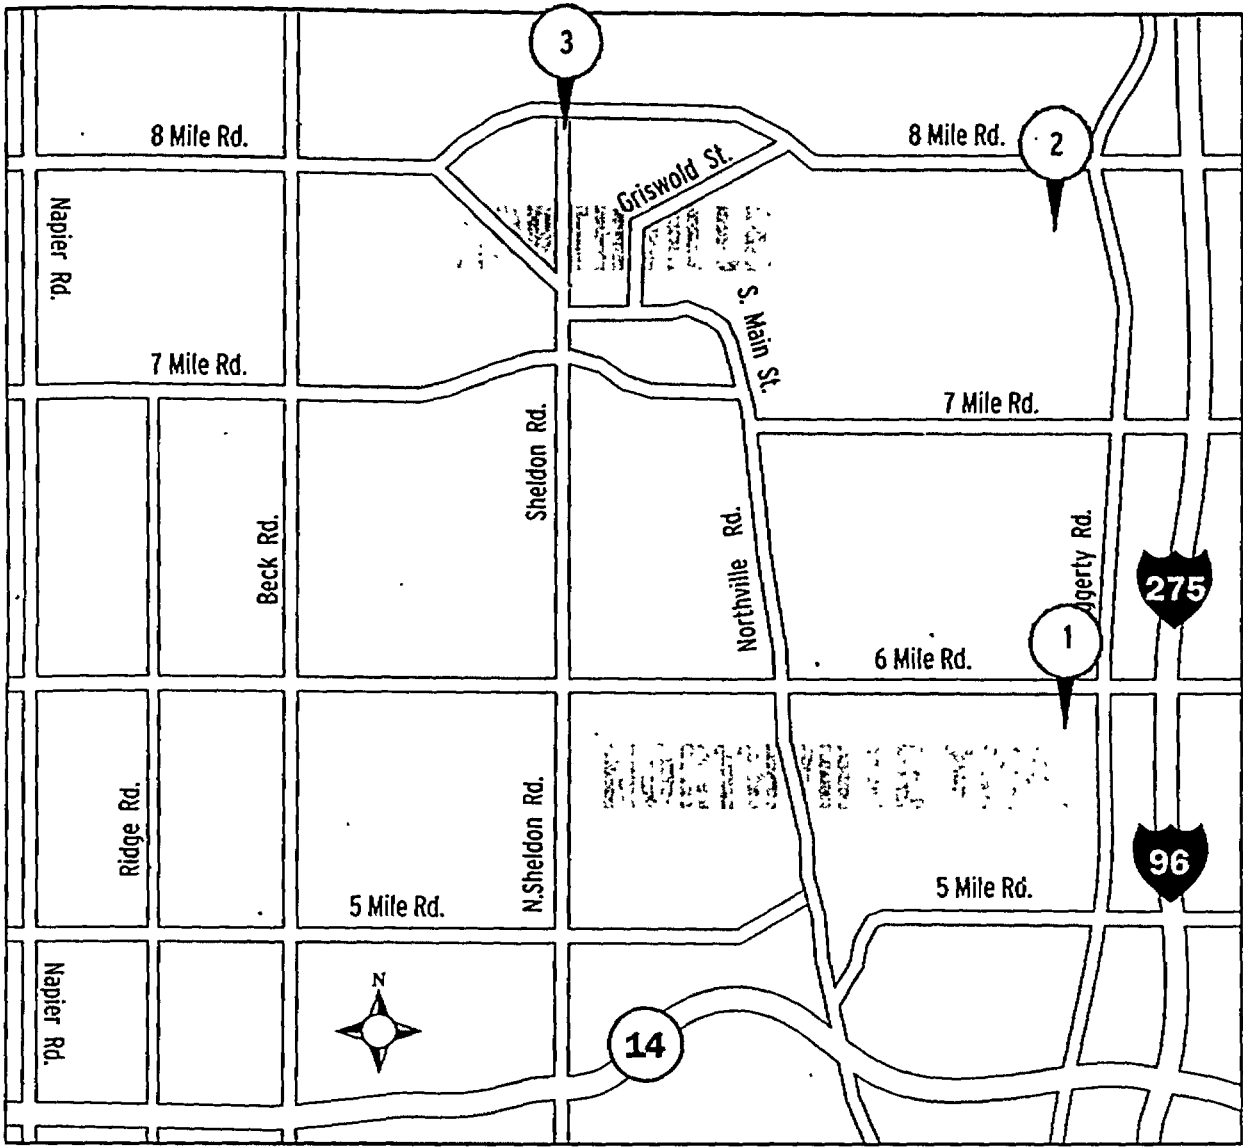 3
8 Mile Rd.
8 Mile Rd.
2
Griswold St.
Napier Rd.
S. Main St.
7 Mile Rd.
7 Mile Rd.
Sheldon Rd.
Beck Rd.
Northville Rd.
ggerty Rd.
275
1
6 Mile Rd.
NORTHVILLE TWP.
Ridge Rd.
N.Sheldon Rd.
96
5 Mile Rd.
5 Mile Rd.
Napier Rd.
N
14